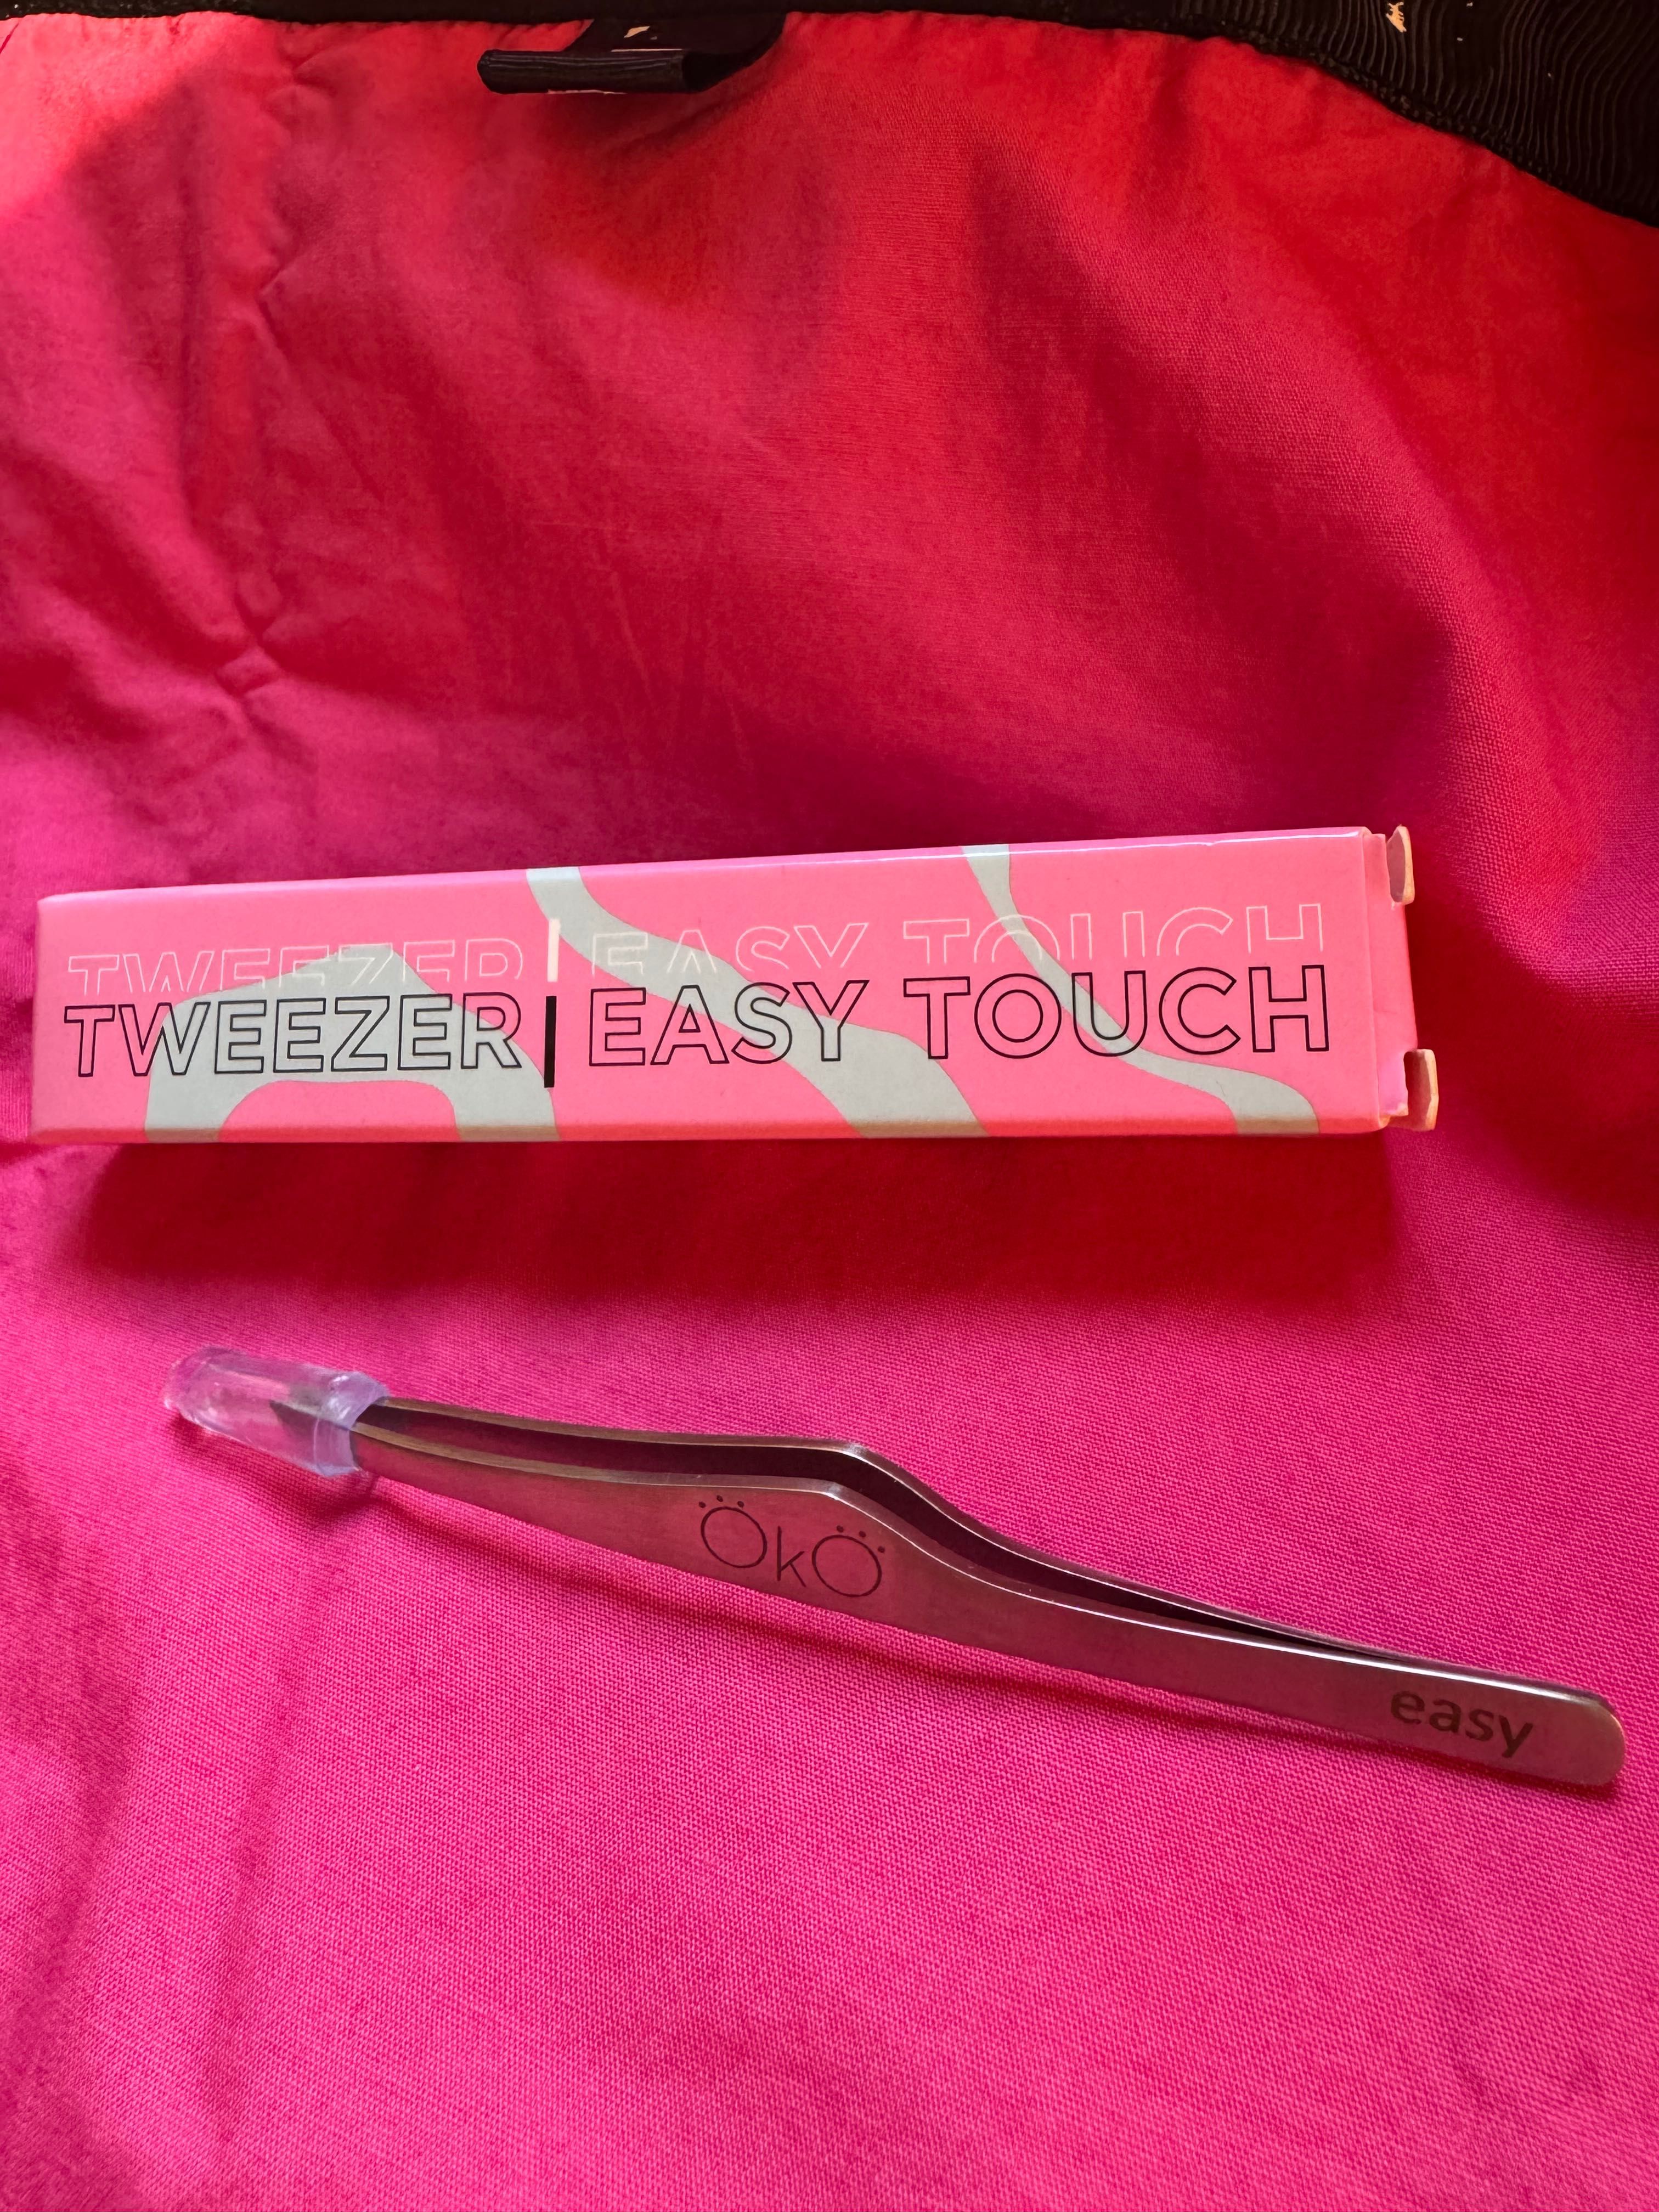 TWEEZER | EASY TOUCH
TWEEZER | EASY TOUCH
ÖkÖ
easy